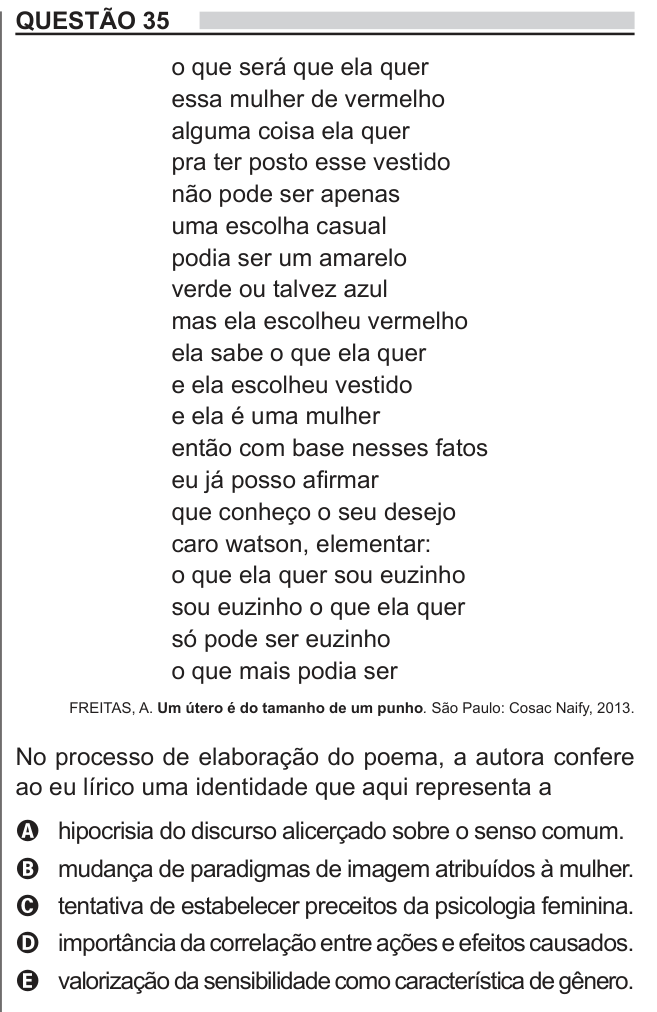 QUESTÃO 35
o que será que ela quer
essa mulher de vermelho
alguma coisa ela quer
pra ter posto esse vestido
não pode ser apenas
uma escolha casual
podia ser um amarelo
verde ou talvez azul
mas ela escolheu vermelho
ela sabe o que ela quer
e ela escolheu vestido
e ela é uma mulher
então com base nesses fatos
eu já posso afirmar
que conheço o seu desejo
caro watson, elementar:
o que ela quer sou euzinho
sou euzinho o que ela quer
só pode ser euzinho
o que mais podia ser
FREITAS, A. Um útero é do tamanho de um punho. São Paulo: Cosac Naify, 2013.
No processo de elaboração do poema, a autora confere
ao eu lírico uma identidade que aqui representa a
A hipocrisia do discurso alicerçado sobre o senso comum.
B mudança de paradigmas de imagem atribuídos à mulher.
C tentativa de estabelecer preceitos da psicologia feminina.
D importância da correlação entre ações e efeitos causados.
E valorização da sensibilidade como característica de gênero.